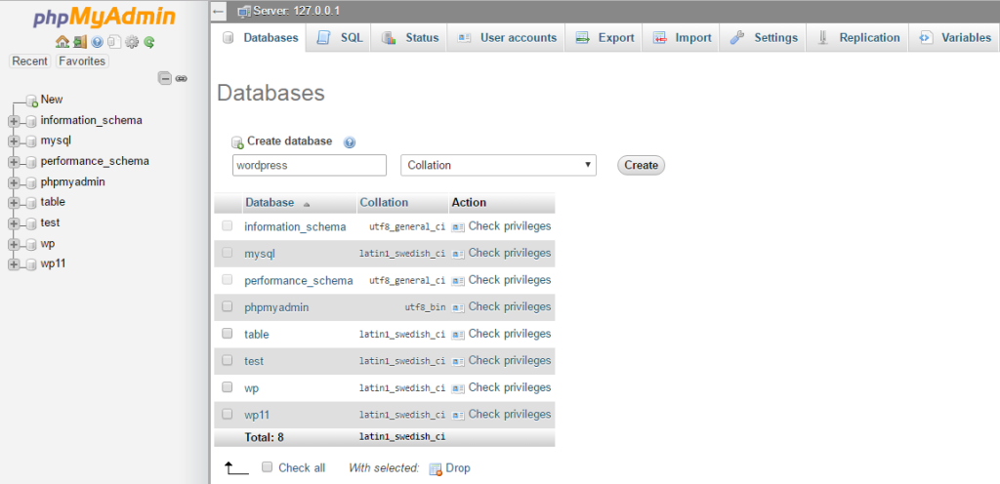 phpMyAdmin
Recent Favorites
New
information_schema
mysql
performance_schema
phpmyadmin
table
test
wp
wp11
Server: 127.0.0.1
Databases SQL Status User accounts Export Import Settings Replication Variables
Databases
Create database
wordpress Collation Create
Database Collation Action
information_schema utf8_general_ci Check privileges
mysql latin1_swedish_ci Check privileges
performance_schema utf8_general_ci Check privileges
phpmyadmin utf8_bin Check privileges
table latin1_swedish_ci Check privileges
test latin1_swedish_ci Check privileges
wp latin1_swedish_ci Check privileges
wp11 latin1_swedish_ci Check privileges
Total: 8 latin1_swedish_ci
Check all With selected: Drop